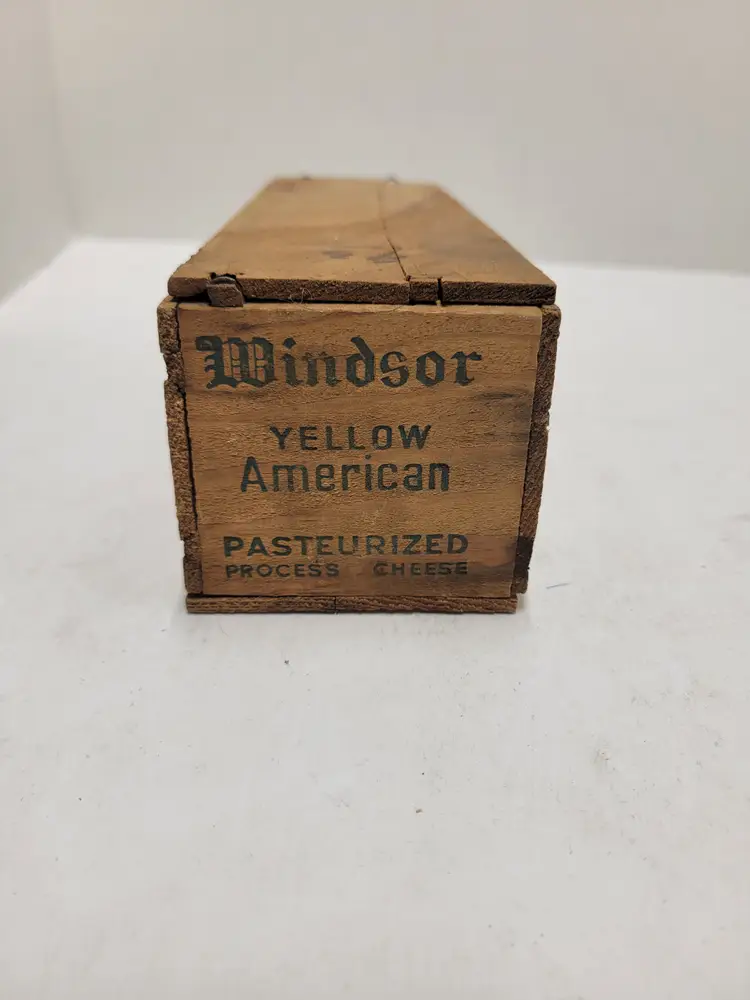 Windsor
YELLOW
American
PASTEURIZED
PROCESS CHEESE